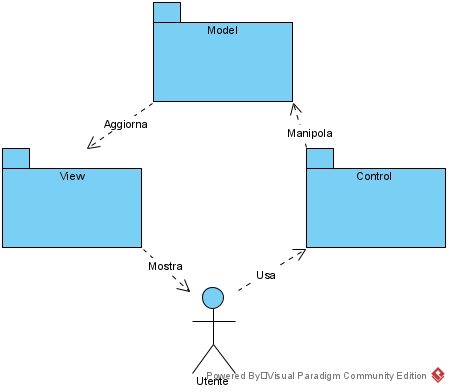 Model
Aggiorna
Manipola
View
Control
Mostra
Usa
Powered By Visual Paradigm Community Edition
Utente